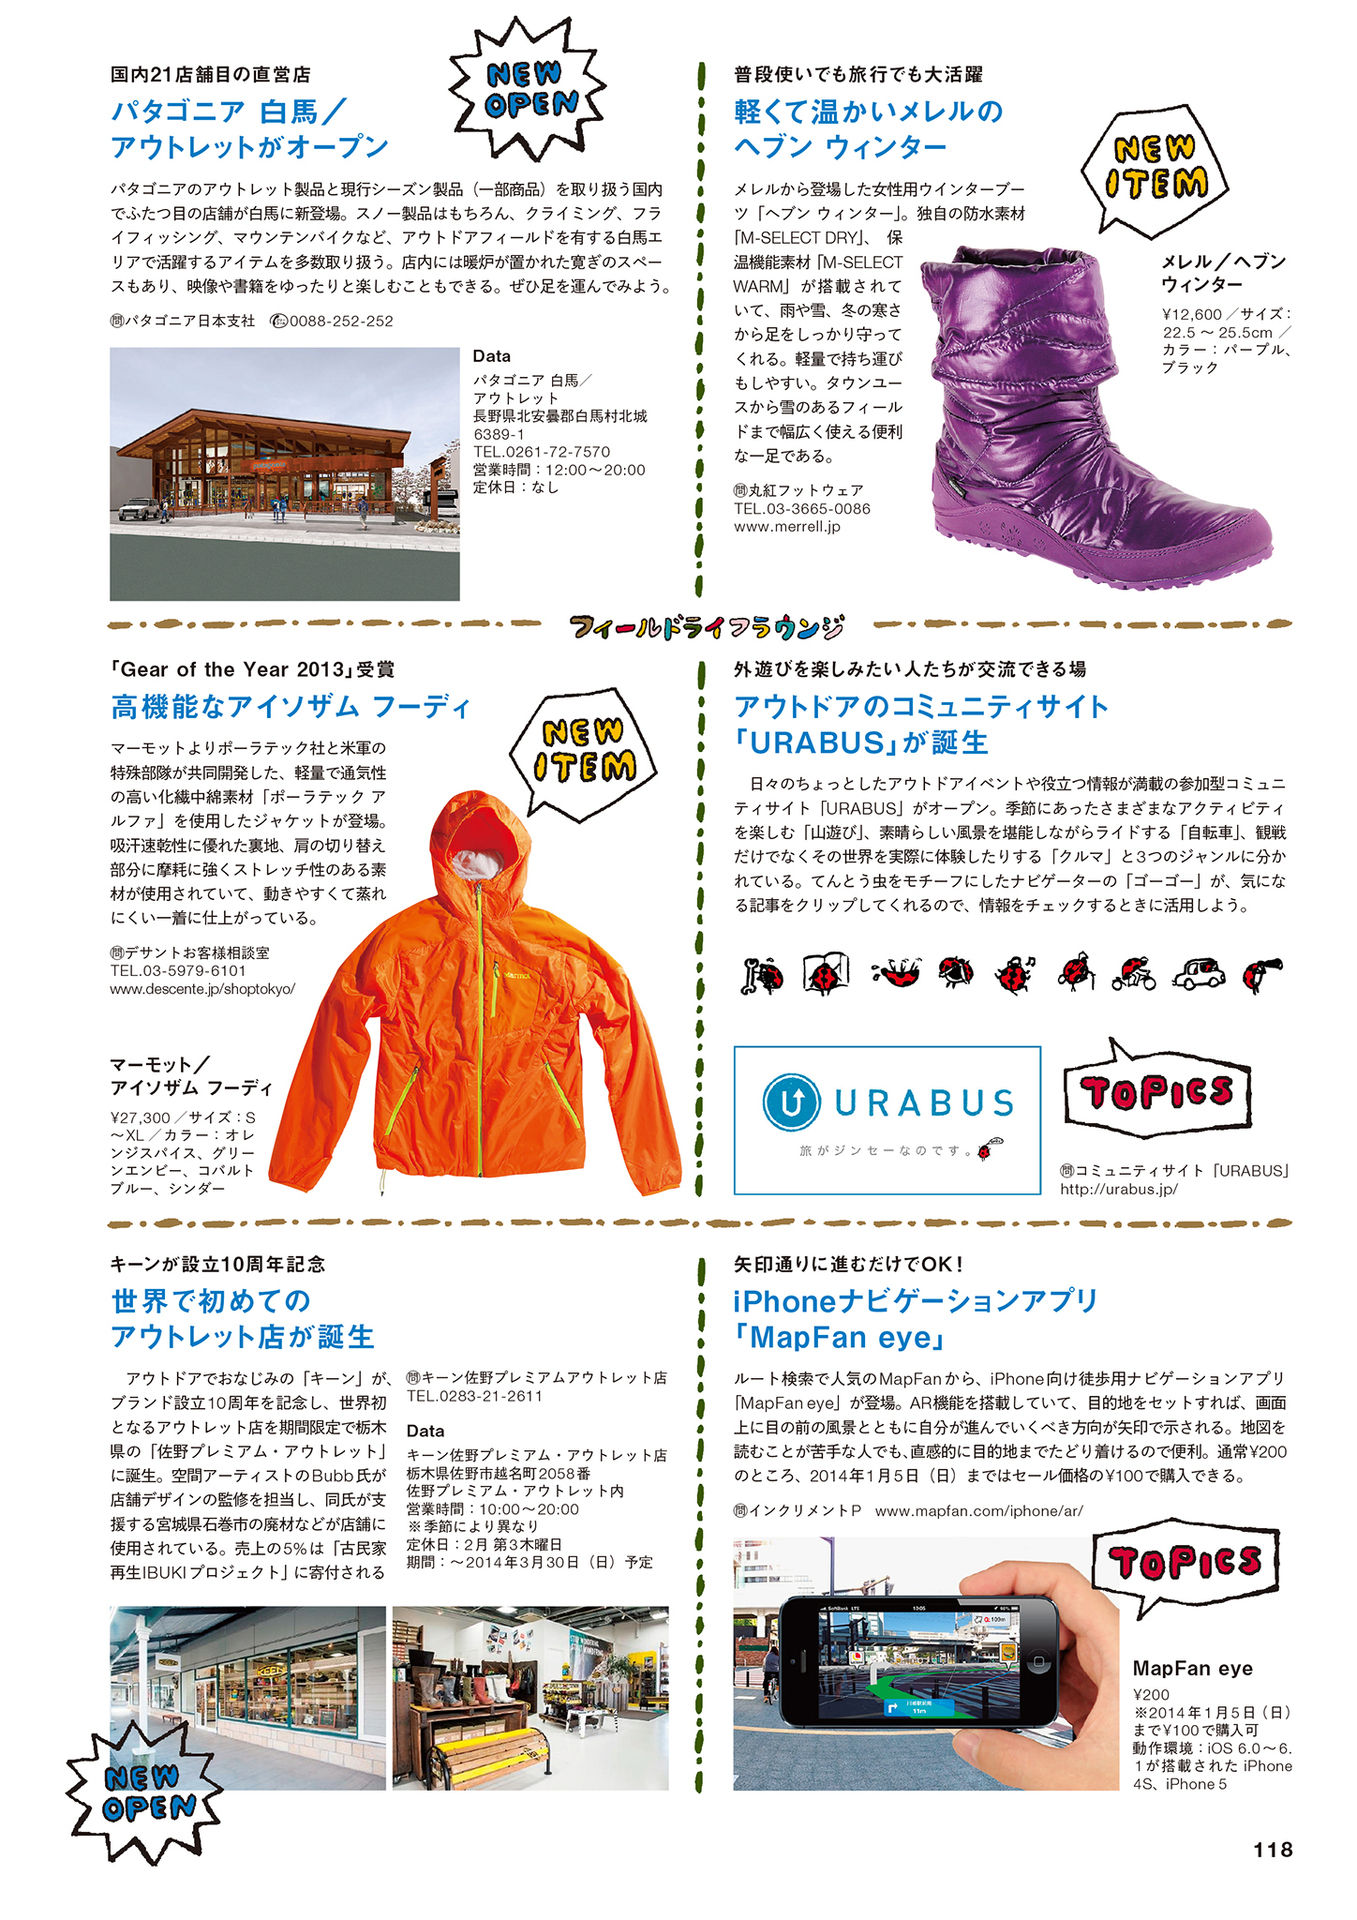 国内21店舗目の直営店
パタゴニア 白馬／
アウトレットがオープン
NEW
OPEN
パタゴニアのアウトレット製品と現行シーズン製品（一部商品）を取り扱う国内
でふたつ目の店舗が白馬に新登場。スノー製品はもちろん、クライミング、フラ
イフィッシング、マウンテンバイクなど、アウトドアフィールドを有する白馬エ
リアで活躍するアイテムを多数取り扱う。店内には暖炉が置かれた寛ぎのスペー
スもあり、映像や書籍をゆったりと楽しむこともできる。ぜひ足を運んでみよう。
㉄パタゴニア日本支社　0088-252-252
Data
パタゴニア 白馬／
アウトレット
長野県北安曇郡白馬村北城
6389-1
TEL.0261-72-7570
営業時間：12:00〜20:00
定休日：なし
普段使いでも旅行でも大活躍
軽くて温かいメレルの
ヘブン ウィンター
NEW
ITEM
メレルから登場した女性用ウインターブー
ツ「ヘブン ウィンター」。独自の防水素材
「M-SELECT DRY」、保
温機能素材「M-SELECT
WARM」が搭載されて
いて、雨や雪、冬の寒さ
から足をしっかり守って
くれる。軽量で持ち運び
もしやすい。タウンユー
スから雪のあるフィール
ドまで幅広く使える便利
な一足である。
㉄丸紅フットウェア
TEL.03-3665-0086
www.merrell.jp
メレル／ヘブン
ウィンター
¥12,600／サイズ：
22.5〜25.5cm／
カラー：パープル、
ブラック
フィールドライフラウンジ
「Gear of the Year 2013」受賞
高機能なアイソザム フーディ
NEW
ITEM
マーモットよりポーラテック社と米軍の
特殊部隊が共同開発した、軽量で通気性
の高い化繊中綿素材「ポーラテック ア
ルファ」を使用したジャケットが登場。
吸汗速乾性に優れた裏地、肩の切り替え
部分に摩耗に強くストレッチ性のある素
材が使用されていて、動きやすくて蒸れ
にくい一着に仕上がっている。
㉄デサントお客様相談室
TEL.03-5979-6101
www.descente.jp/shoptokyo/
Marmot
マーモット／
アイソザム フーディ
¥27,300／サイズ：S
〜XL／カラー：オレ
ンジスパイス、グリー
ンエンビー、コバルト
ブルー、シンダー
外遊びを楽しみたい人たちが交流できる場
アウトドアのコミュニティサイト
「URABUS」が誕生
　日々のちょっとしたアウトドアイベントや役立つ情報が満載の参加型コミュニ
ティサイト「URABUS」がオープン。季節にあったさまざまなアクティビティ
を楽しむ「山遊び」、素晴らしい風景を堪能しながらライドする「自転車」、観戦
だけでなくその世界を実際に体験したりする「クルマ」と3つのジャンルに分か
れている。てんとう虫をモチーフにしたナビゲーターの「ゴーゴー」が、気にな
る記事をクリップしてくれるので、情報をチェックするときに活用しよう。
URABUS
旅がジンセーなのです。
TOPICS
㉄コミュニティサイト「URABUS」
http://urabus.jp/
キーンが設立10周年記念
世界で初めての
アウトレット店が誕生
　アウトドアでおなじみの「キーン」が、
ブランド設立10周年を記念し、世界初
となるアウトレット店を期間限定で栃木
県の「佐野プレミアム・アウトレット」
に誕生。空間アーティストのBubb氏が
店舗デザインの監修を担当し、同氏が支
援する宮城県石巻市の廃材などが店舗に
使用されている。売上の5%は「古民家
再生IBUKIプロジェクト」に寄付される
㉄キーン佐野プレミアムアウトレット店
TEL.0283-21-2611
Data
キーン佐野プレミアム・アウトレット店
栃木県佐野市越名町2058番
佐野プレミアム・アウトレット内
営業時間：10:00〜20:00
※季節により異なり
定休日：2月 第3木曜日
期間：〜2014年3月30日（日）予定
KEEN
NEW
OPEN
矢印通りに進むだけでOK！
iPhoneナビゲーションアプリ
「MapFan eye」
ルート検索で人気のMapFanから、iPhone向け徒歩用ナビゲーションアプリ
「MapFan eye」が登場。AR機能を搭載していて、目的地をセットすれば、画面
上に目の前の風景とともに自分が進んでいくべき方向が矢印で示される。地図を
読むことが苦手な人でも、直感的に目的地までたどり着けるので便利。通常¥200
のところ、2014年1月5日（日）まではセール価格の¥100で購入できる。
㉄インクリメントP　www.mapfan.com/iphone/ar/
TOPICS
SoftBank LTE 13:05
11m
MapFan eye
¥200
※2014年1月5日（日）
まで¥100で購入可
動作環境：iOS 6.0〜6.
1が搭載された iPhone
4S、iPhone 5
118